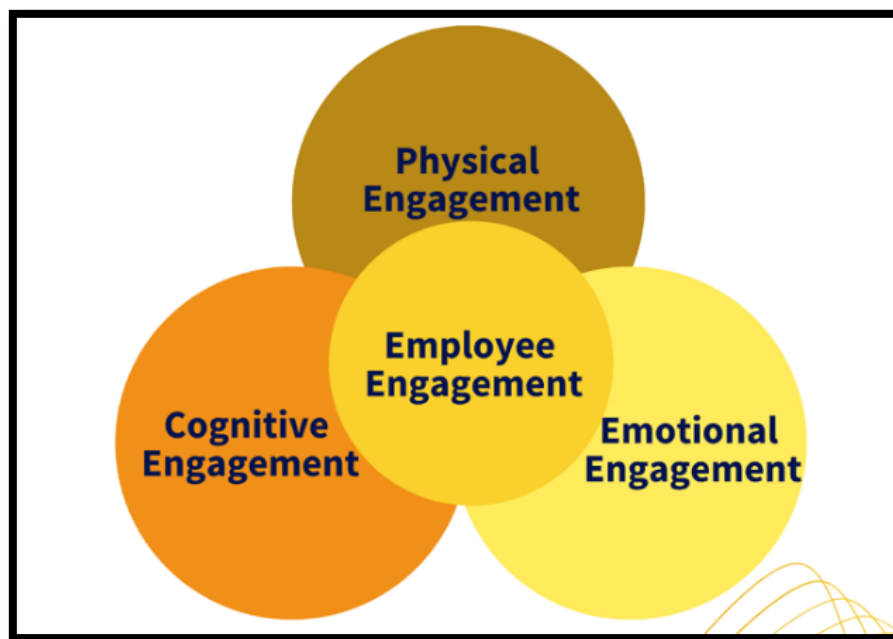 Physical
Engagement
Employee
Engagement
Cognitive
Engagement
Emotional
Engagement